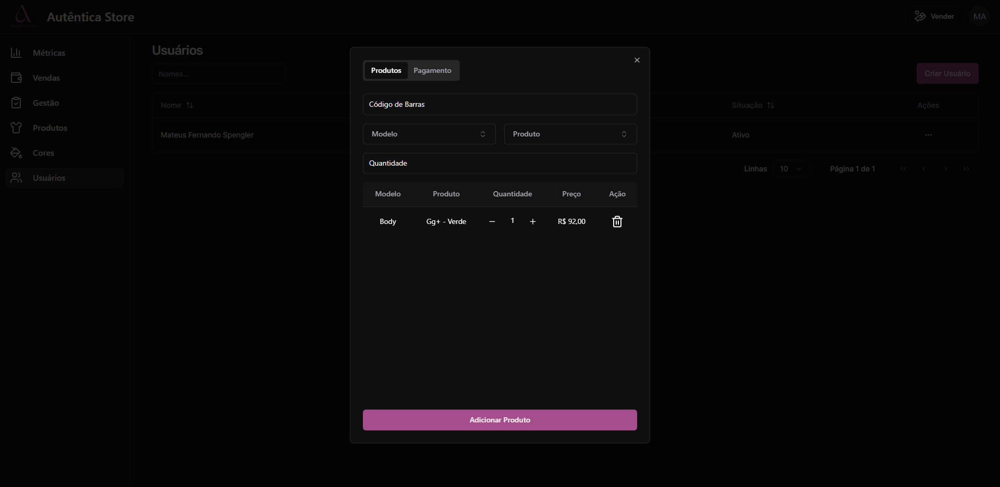 Autêntica Store
Vender
MA
Métricas
Vendas
Gestão
Produtos
Cores
Usuários
Usuários
Nomes...
Criar Usuário
Nome
Situação
Ações
Mateus Fernando Spengler
Ativo
...
Linhas
10
Página 1 de 1
Produtos
Pagamento
Código de Barras
Modelo
Produto
Quantidade
Modelo Produto Quantidade Preço Ação
Body Gg+ - Verde — 1 + R$ 92,00
Adicionar Produto